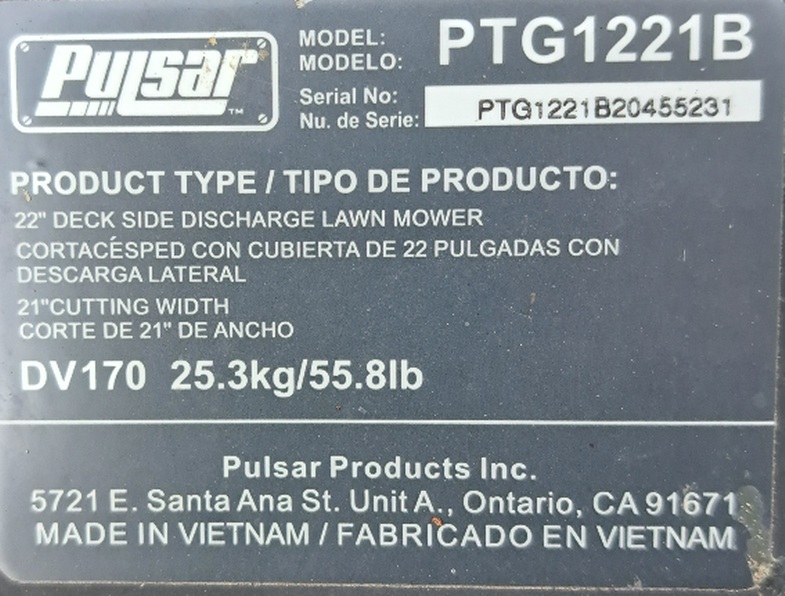 Pulsar™
MODEL:
MODELO:
PTG1221B
Serial No:
Nu. de Serie:
PTG1221B20455231
PRODUCT TYPE / TIPO DE PRODUCTO:
22" DECK SIDE DISCHARGE LAWN MOWER
CORTACÉSPED CON CUBIERTA DE 22 PULGADAS CON
DESCARGA LATERAL
21"CUTTING WIDTH
CORTE DE 21" DE ANCHO
DV170 25.3kg/55.8lb
Pulsar Products Inc.
5721 E. Santa Ana St. Unit A., Ontario, CA 91671
MADE IN VIETNAM / FABRICADO EN VIETNAM